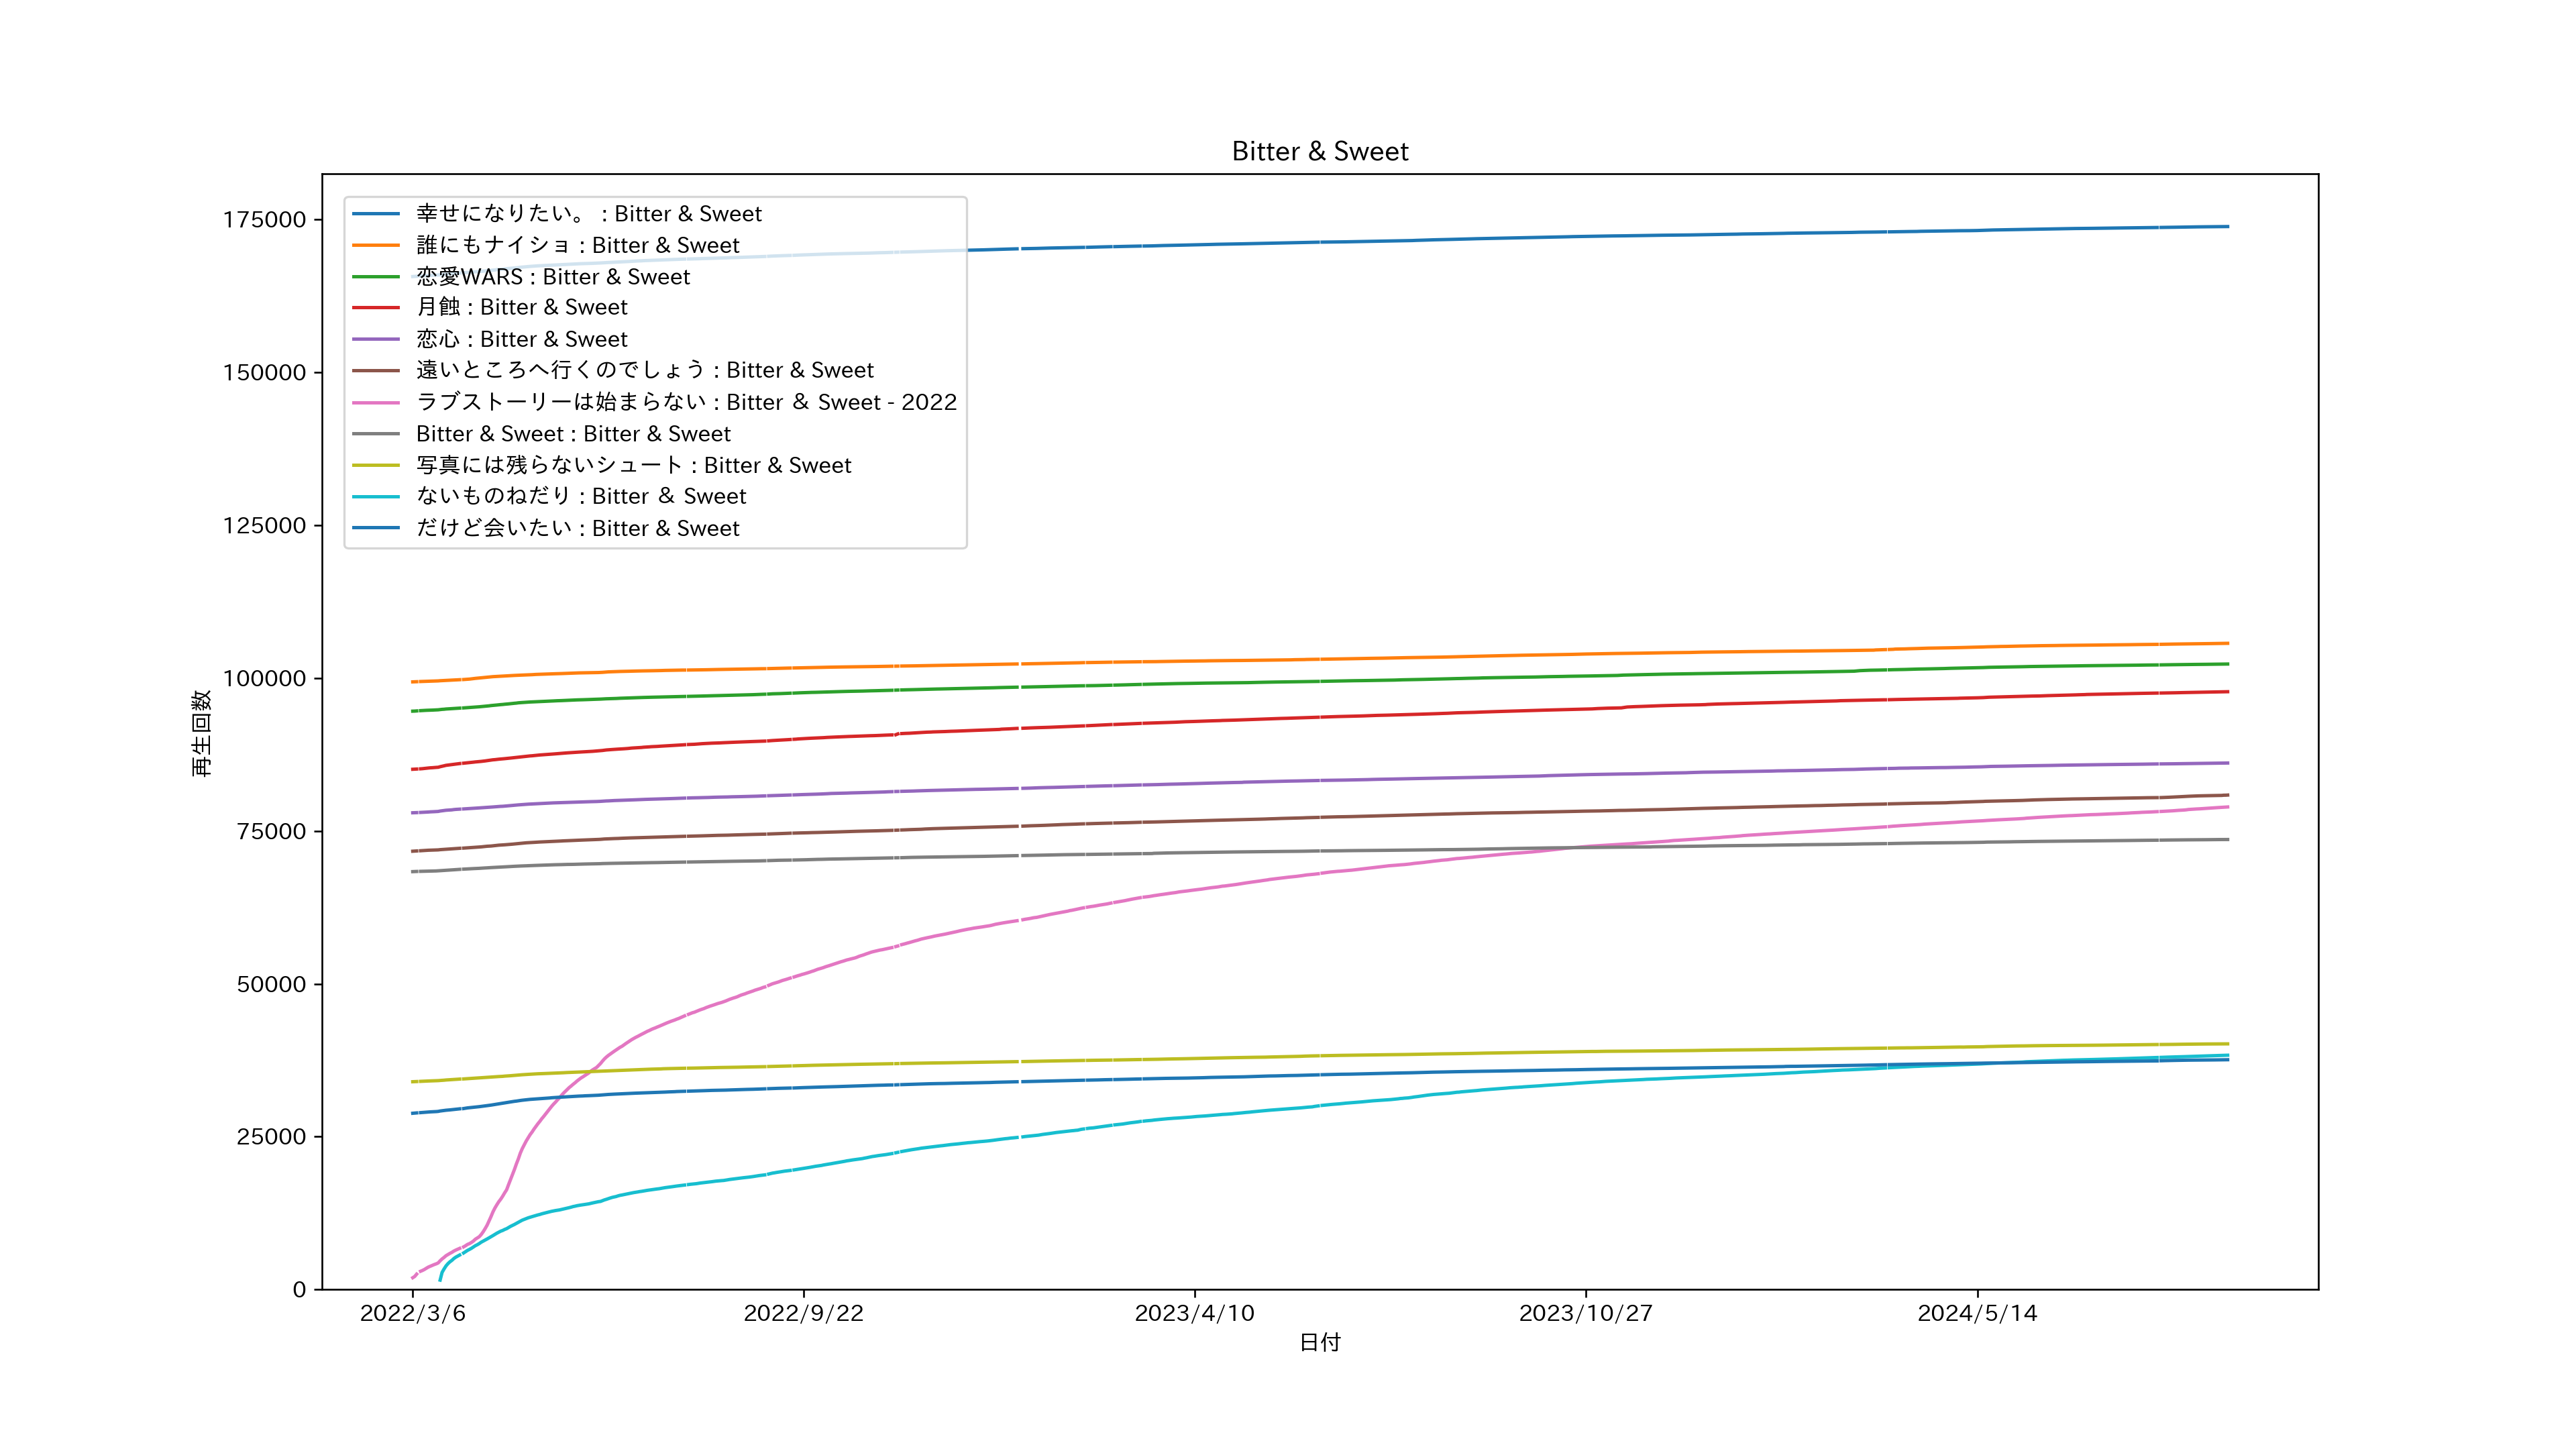 Bitter & Sweet
175000
150000
125000
100000
75000
50000
25000
0
再生回数
幸せになりたい。 : Bitter & Sweet
誰にもナイショ : Bitter & Sweet
恋愛WARS : Bitter & Sweet
月蝕 : Bitter & Sweet
恋心 : Bitter & Sweet
遠いところへ行くのでしょう : Bitter & Sweet
ラブストーリーは始まらない : Bitter ＆ Sweet - 2022
Bitter & Sweet : Bitter & Sweet
写真には残らないシュート : Bitter & Sweet
ないものねだり : Bitter ＆ Sweet
だけど会いたい : Bitter & Sweet
2022/3/6
2022/9/22
2023/4/10
2023/10/27
2024/5/14
日付